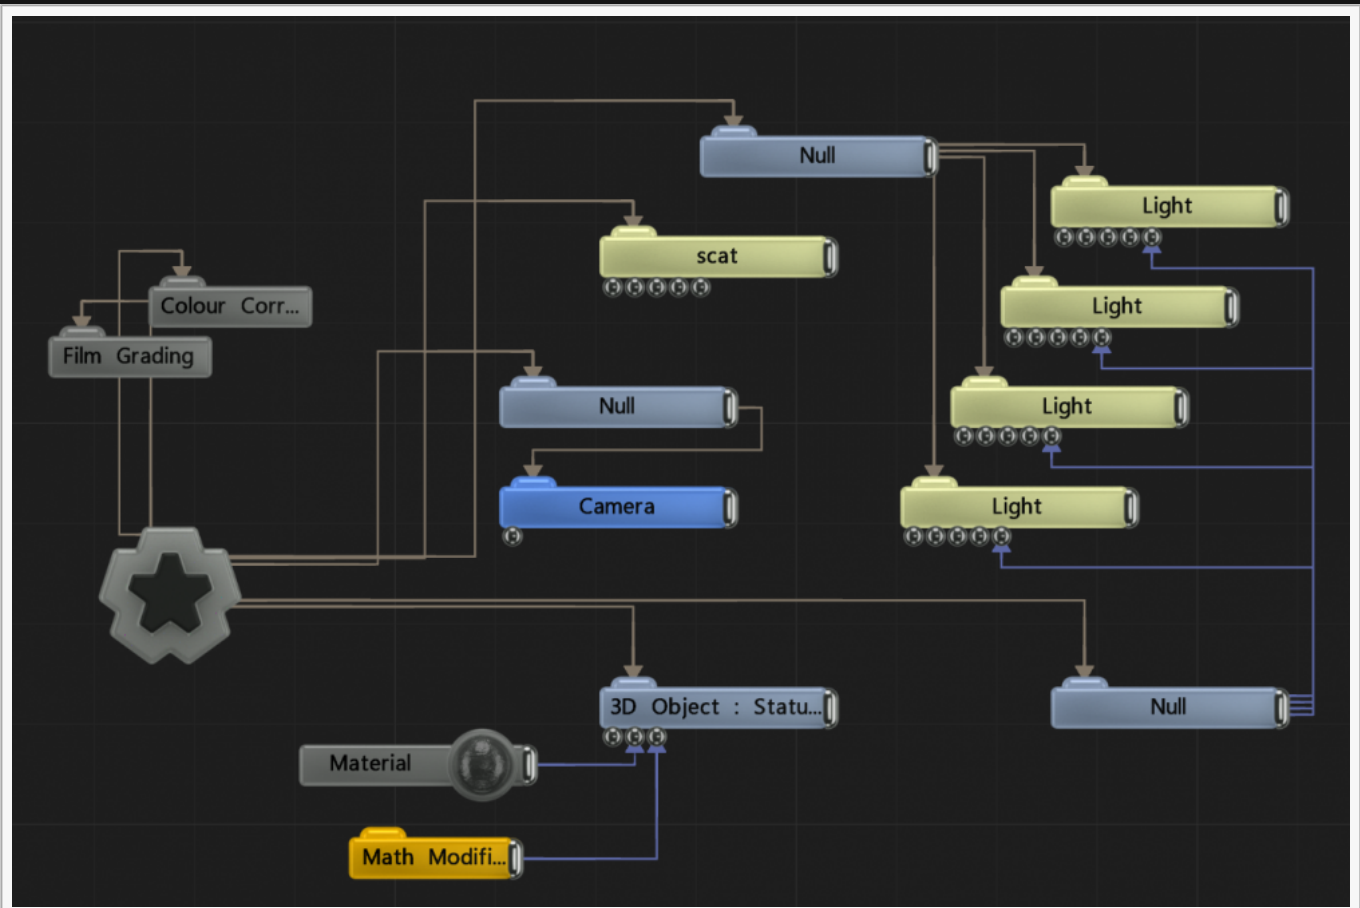 Null
Light
scat
Light
Colour Corr...
Film Grading
Null
Light
Camera
Light
3D Object : Statu...
Null
Material
Math Modifi...